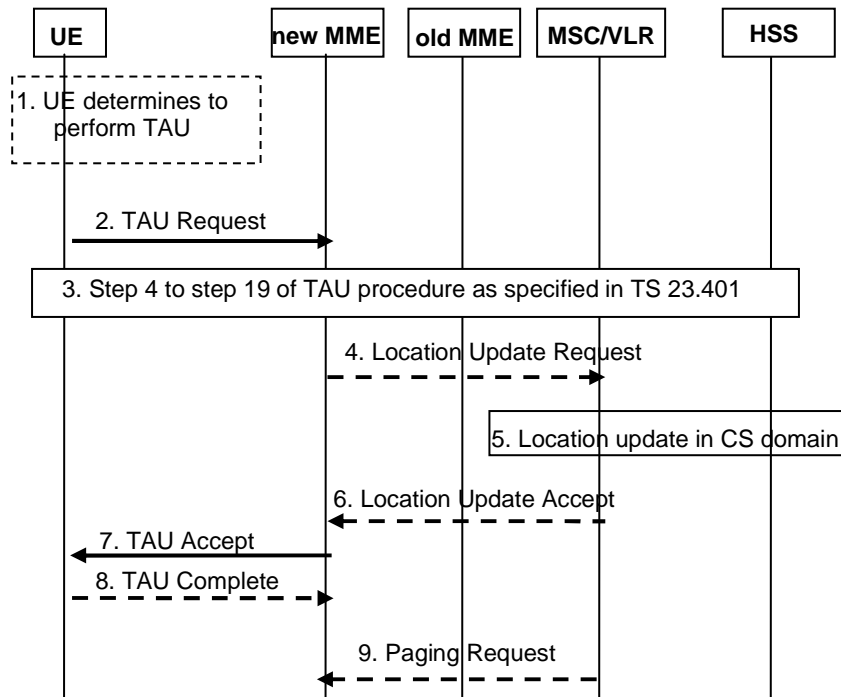 UE
new MME
old MME
MSC/VLR
HSS
1. UE determines to
perform TAU
2. TAU Request
3. Step 4 to step 19 of TAU procedure as specified in TS 23.401
4. Location Update Request
5. Location update in CS domain
6. Location Update Accept
7. TAU Accept
8. TAU Complete
9. Paging Request